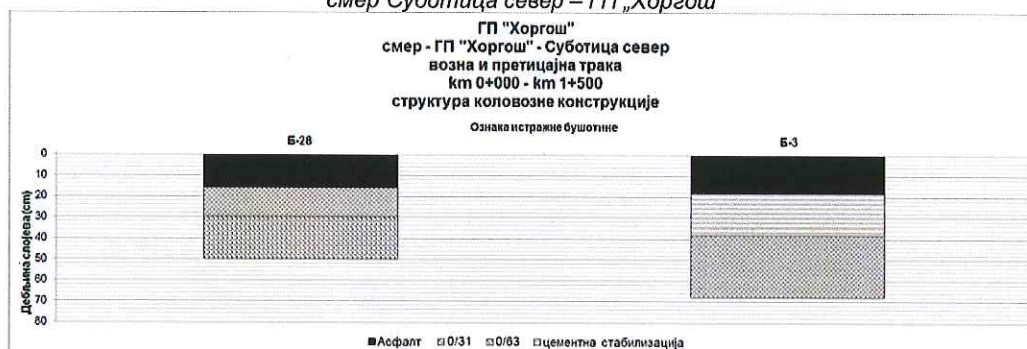 смер Суботица север – ГП „Хоргош“
ГП "Хоргош"
смер - ГП "Хоргош" - Суботица север
возна и претицајна трака
km 0+000 - km 1+500
структура коловозне конструкције
Ознака истражне бушотине
Б-28
Б-3
Дебљина слојева(cm)
0
10
20
30
40
50
60
70
80
Асфалт 0/31 0/63 цементна стабилизација